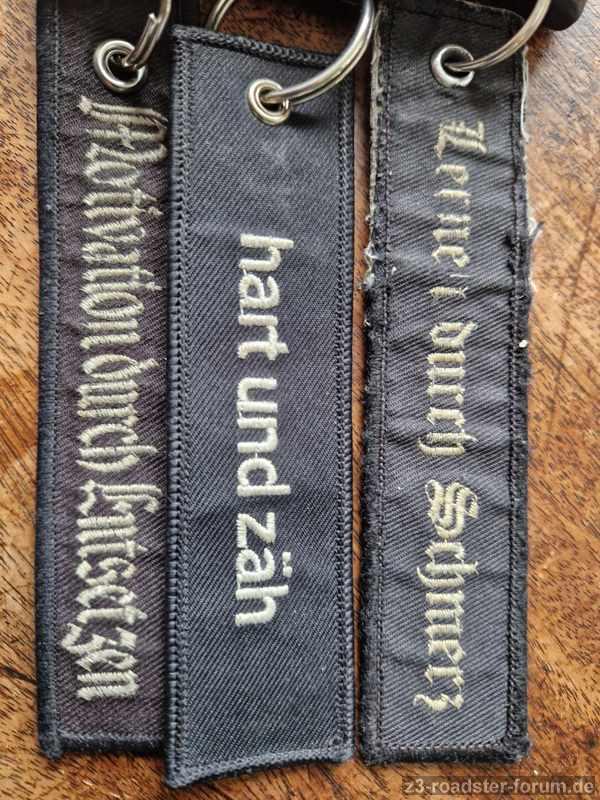 Motivation durch Entsetzen
hart und zäh
Lernen durch Schmerz
z3-roadster-forum.de